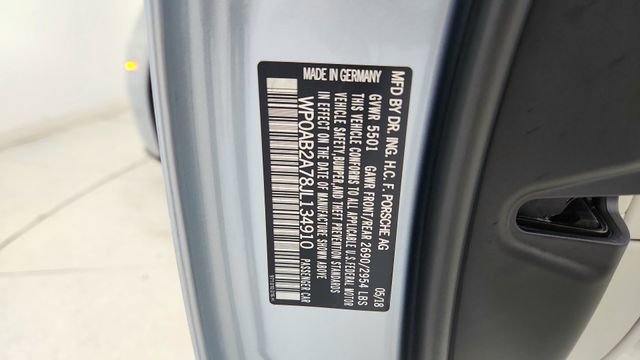 MFD BY DR. ING. H.C. F. PORSCHE AG
MADE IN GERMANY 05/18
GVWR 5501 GAWR FRONT/REAR 2690/2954 LBS
THIS VEHICLE CONFORMS TO ALL APPLICABLE U.S. FEDERAL MOTOR
VEHICLE SAFETY, BUMPER, AND THEFT PREVENTION STANDARDS
IN EFFECT ON THE DATE OF MANUFACTURE SHOWN ABOVE
WP0AB2A78JL134910 PASSENGER CAR